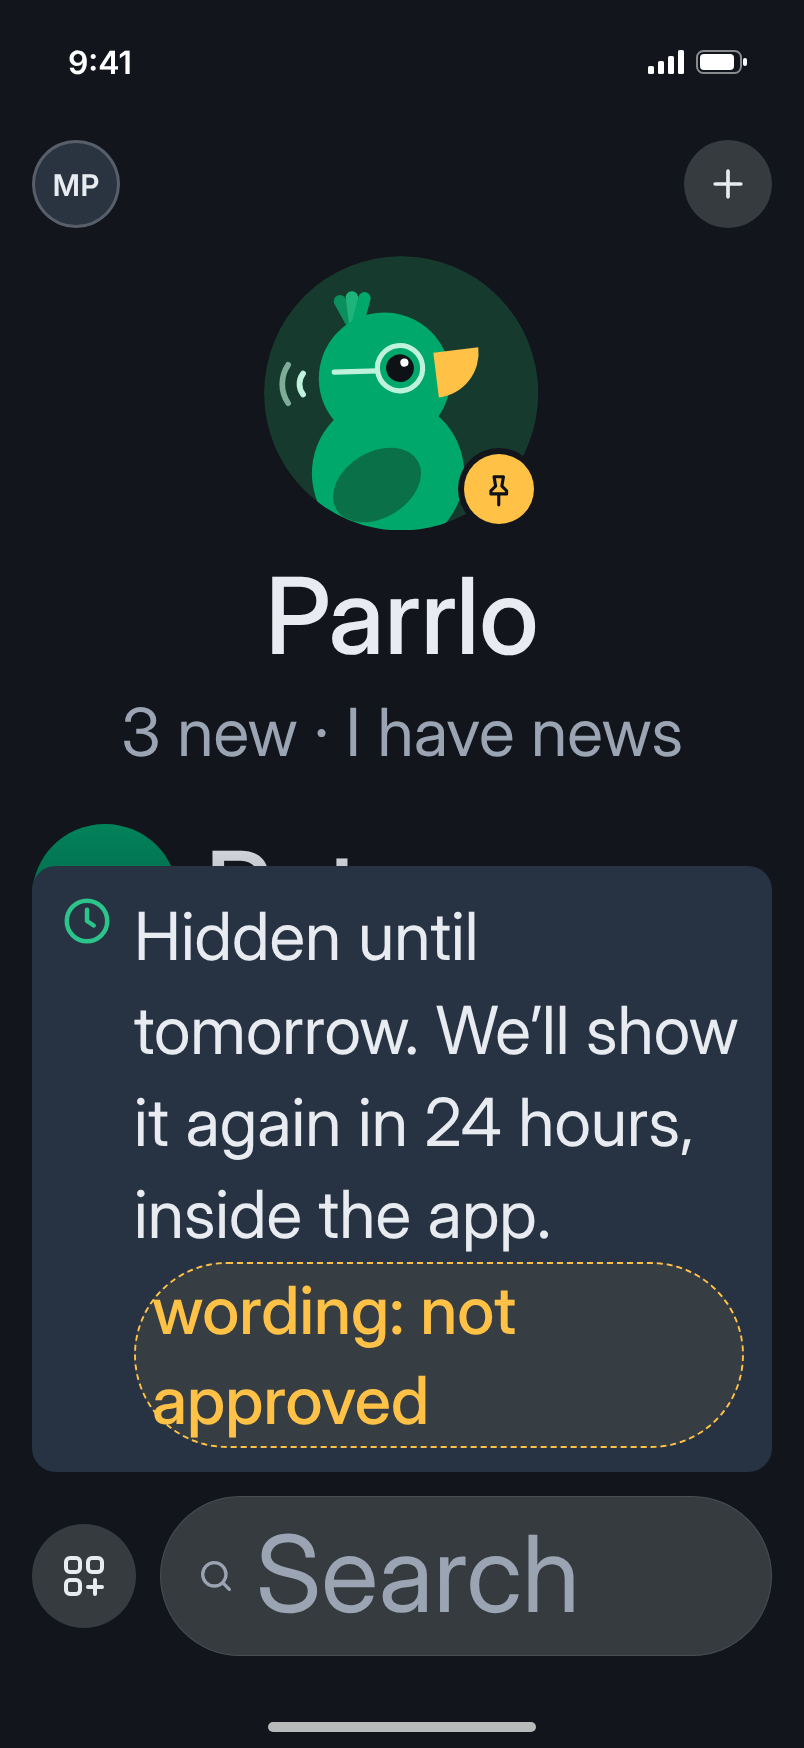 9:41
MP
Parrlo
3 new · I have news
Hidden until
tomorrow. We’ll show
it again in 24 hours,
inside the app.
wording: not
approved
Search